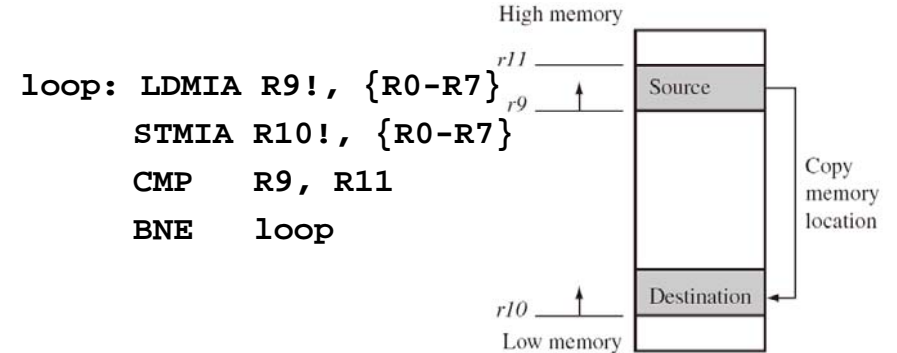 loop: LDMIA R9!, {R0-R7}
STMIA R10!, {R0-R7}
CMP R9, R11
BNE loop
High memory
r11
Source
r9
Copy
memory
location
Destination
r10
Low memory